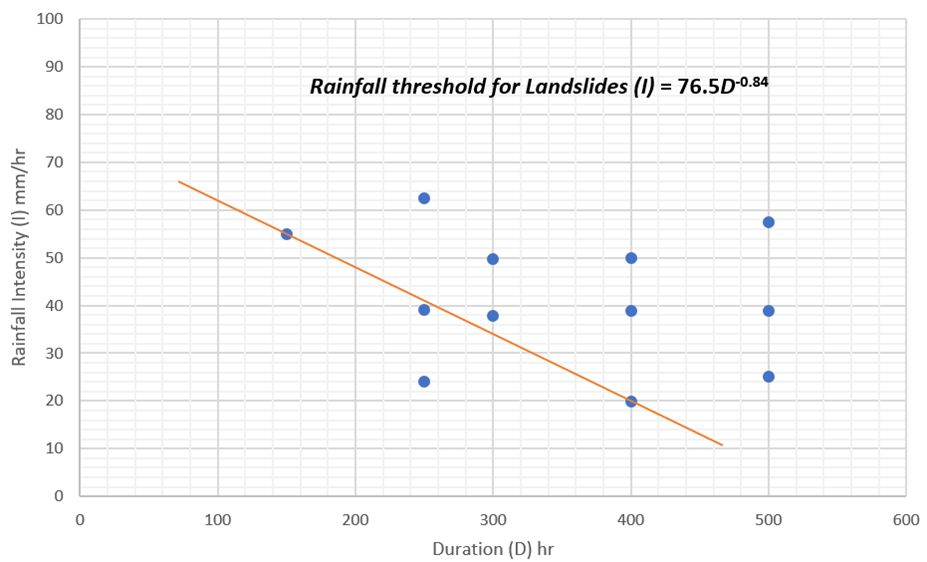 Rainfall threshold for Landslides (I) = 76.5D-0.84
Rainfall Intensity (I) mm/hr
100
90
80
70
60
50
40
30
20
10
0
0 100 200 300 400 500 600
Duration (D) hr